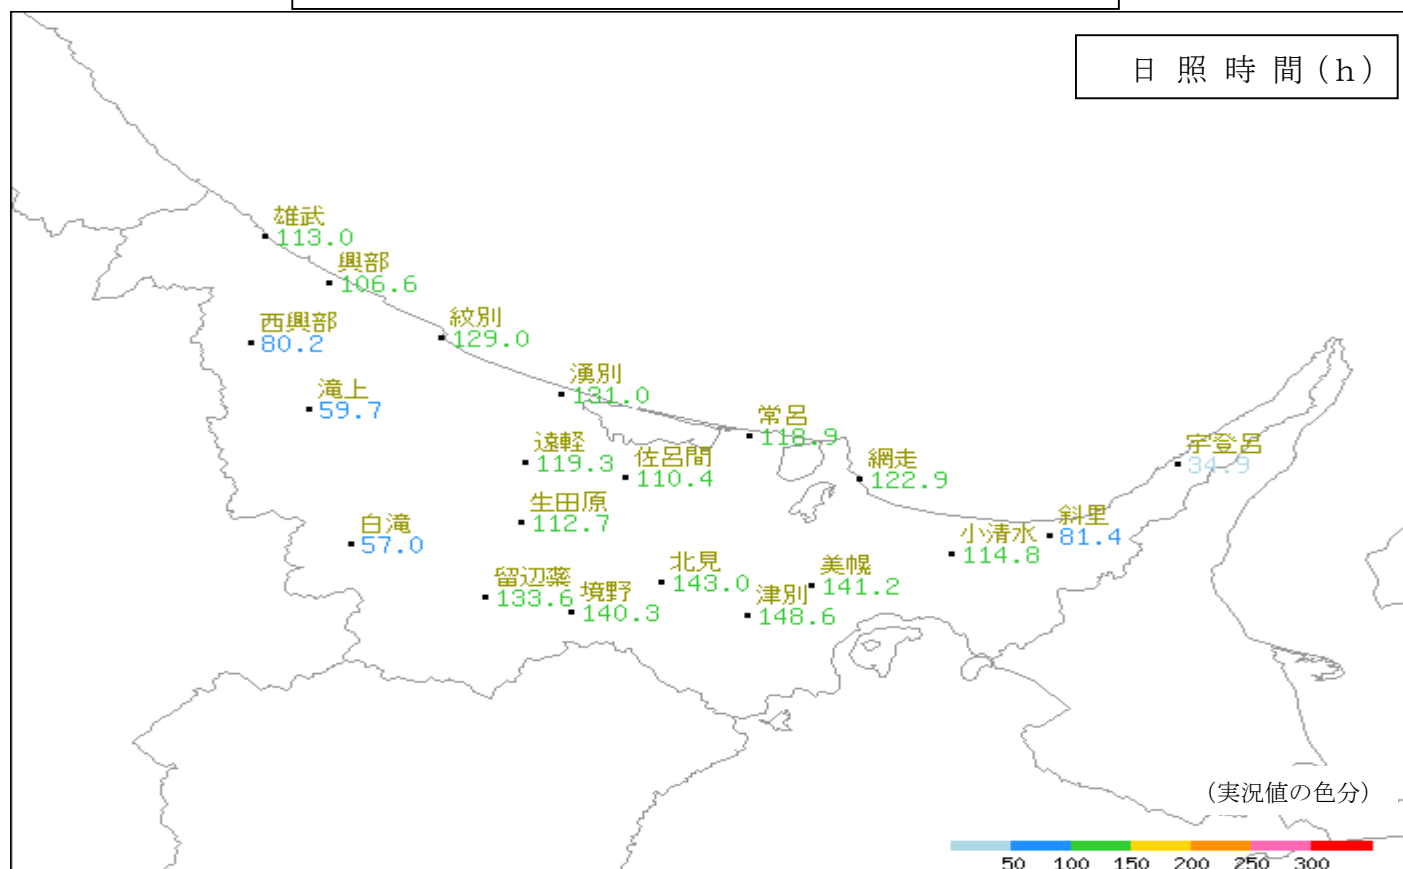 日 照 時 間 (ｈ)
雄武
113.0
興部
106.6
西興部
80.2
紋別
129.0
滝上
59.7
湧別
131.0
常呂
118.9
遠軽
119.3
佐呂間
110.4
網走
122.9
宇登呂
34.9
生田原
112.7
白滝
57.0
斜里
81.4
小清水
114.8
北見
143.0
美幌
141.2
留辺蘂
133.6
境野
140.3
津別
148.6
(実況値の色分)
50 100 150 200 250 300